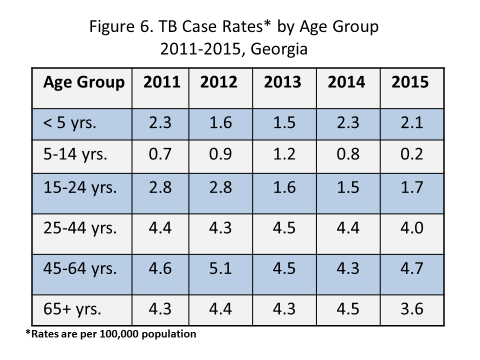 Figure 6. TB Case Rates* by Age Group
2011-2015, Georgia
Age Group 2011 2012 2013 2014 2015
< 5 yrs. 2.3 1.6 1.5 2.3 2.1
5-14 yrs. 0.7 0.9 1.2 0.8 0.2
15-24 yrs. 2.8 2.8 1.6 1.5 1.7
25-44 yrs. 4.4 4.3 4.5 4.4 4.0
45-64 yrs. 4.6 5.1 4.5 4.3 4.7
65+ yrs. 4.3 4.4 4.3 4.5 3.6
*Rates are per 100,000 population